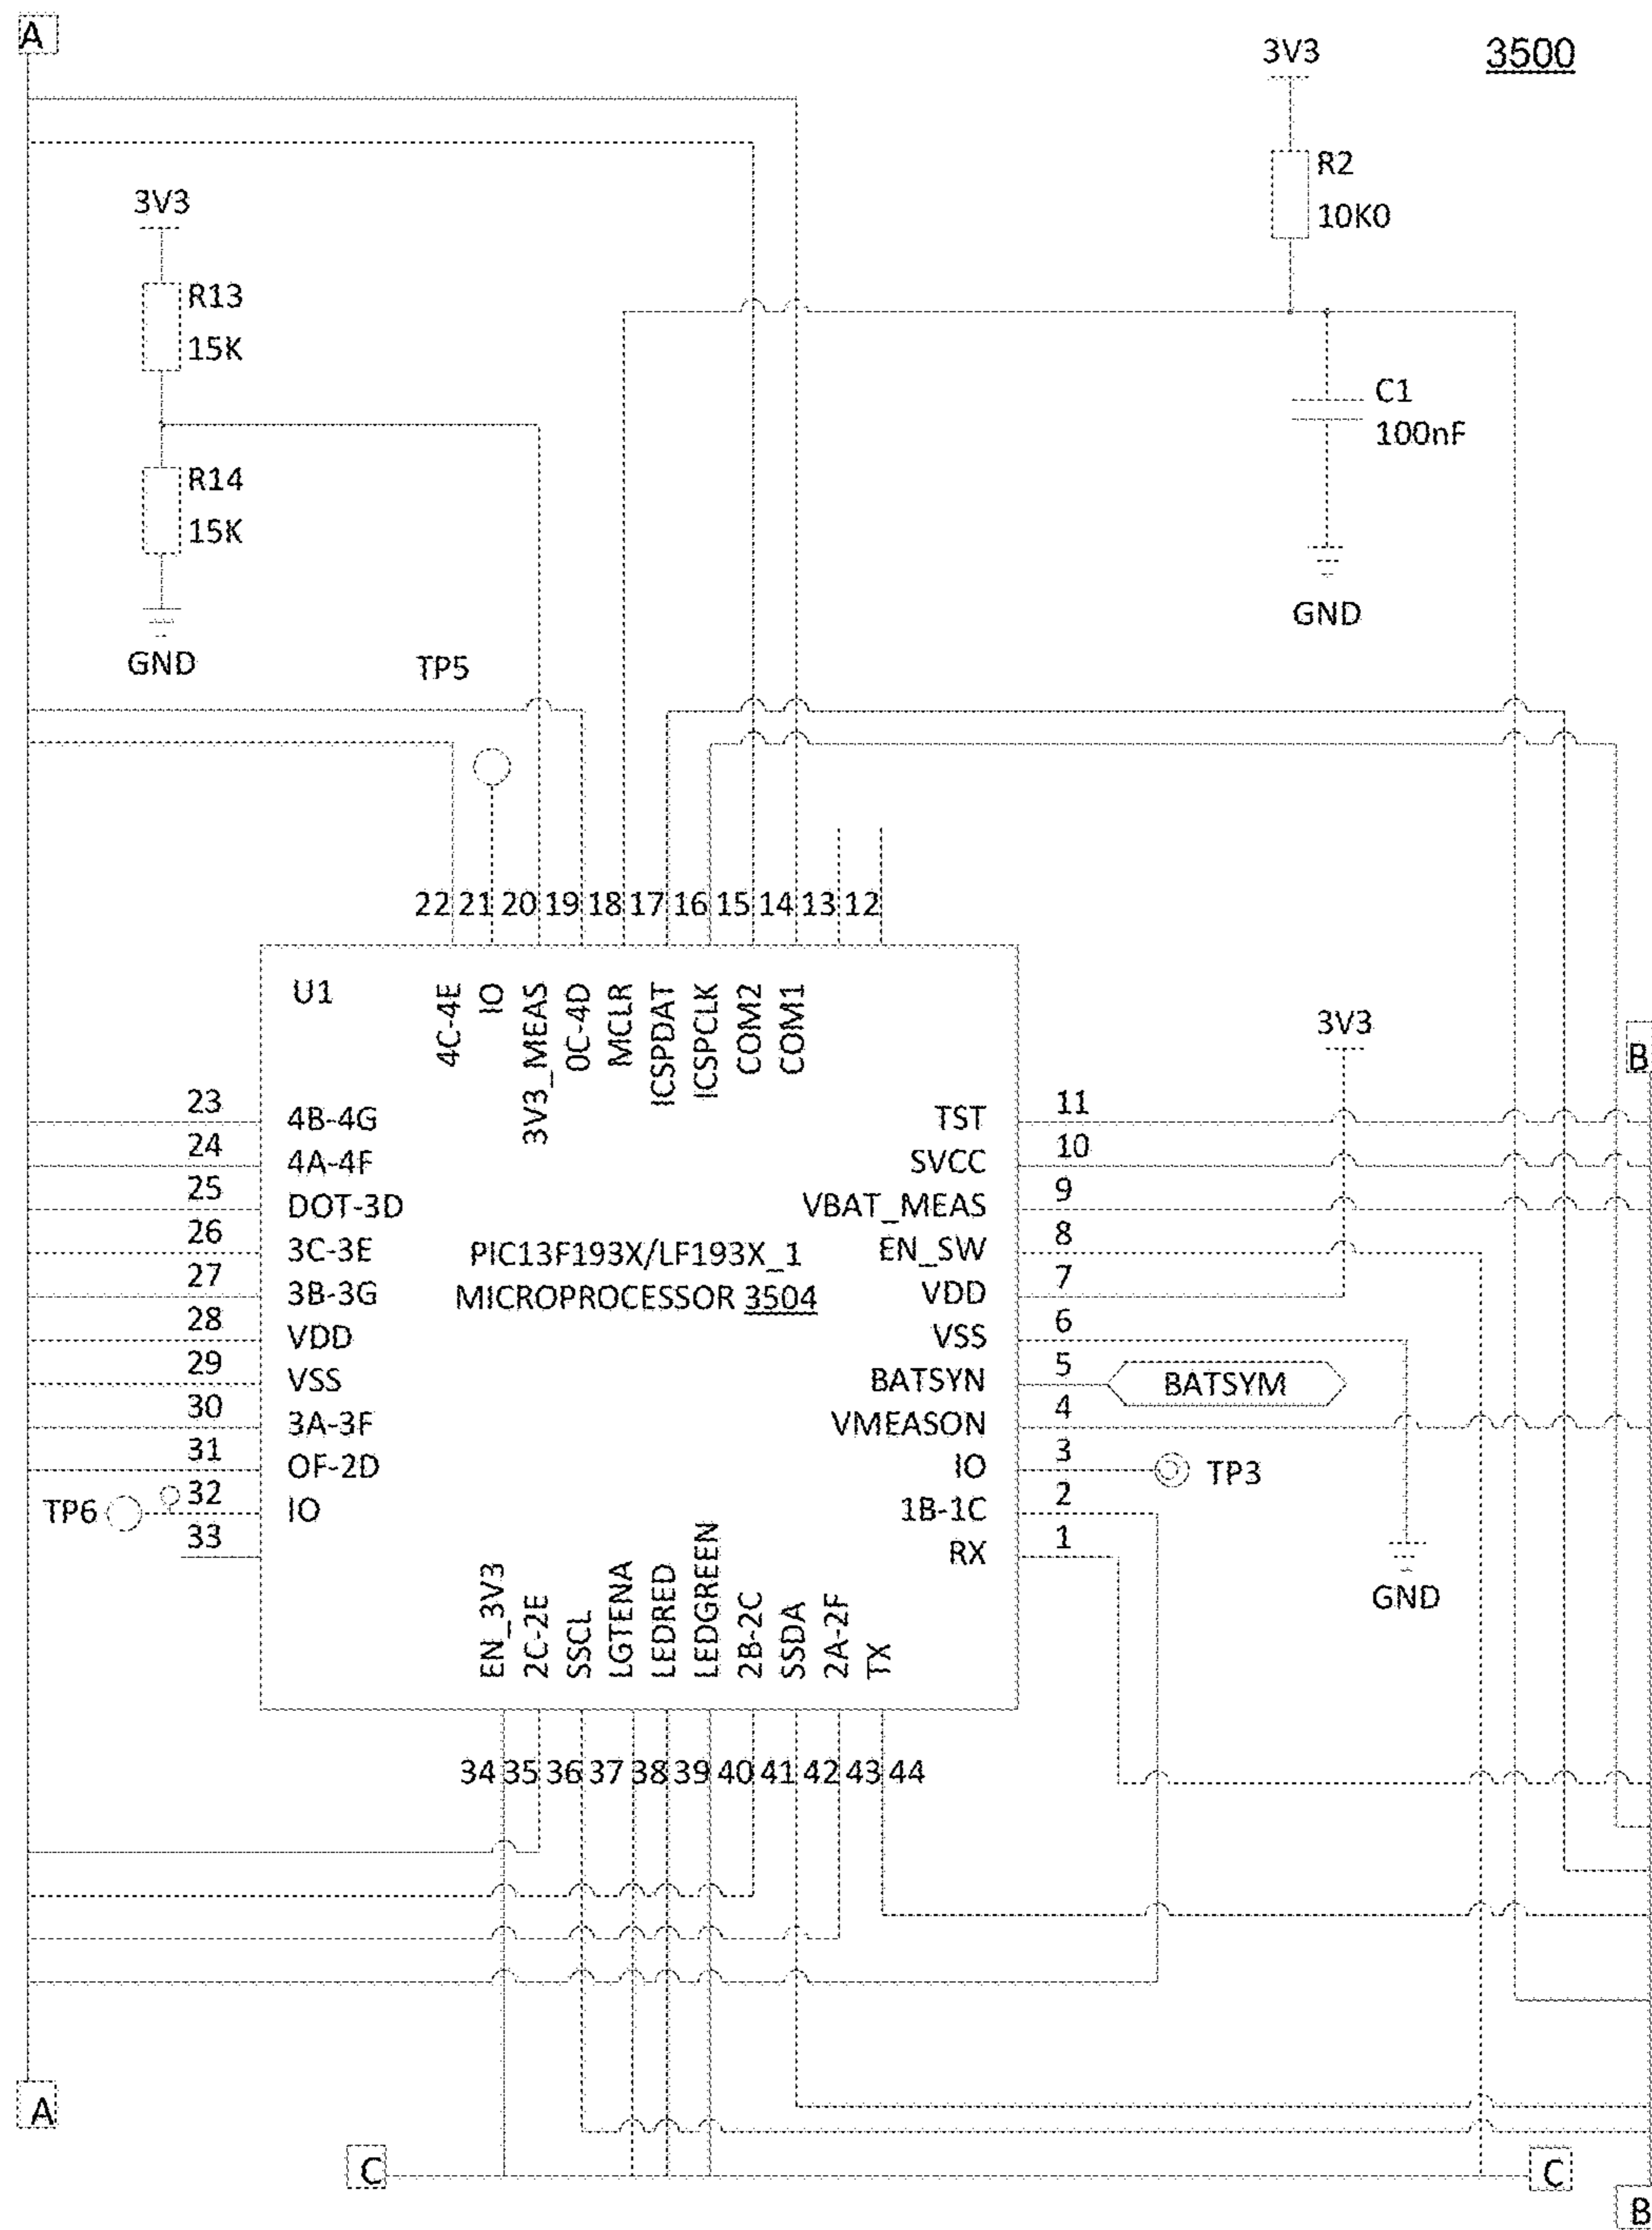 A
3V3
3500
R2
10K0
3V3
R13
15K
C1
100nF
R14
15K
GND
GND
TP5
22 21 20 19 18 17 16 15 14 13 12
U1
4C-4E
IO
3V3_MEAS
0C-4D
MCLR
ICSPDAT
ICSPCLK
COM2
COM1
3V3
B
23
4B-4G
24
4A-4F
25
DOT-3D
26
3C-3E
27
3B-3G
28
VDD
29
VSS
30
3A-3F
31
OF-2D
TP6
32
IO
33
PIC13F193X/LF193X_1
MICROPROCESSOR 3504
TST
11
SVCC
10
VBAT_MEAS
9
EN_SW
8
VDD
7
VSS
6
BATSYN
5
BATSYM
VMEASON
4
IO
3
TP3
1B-1C
2
RX
1
GND
EN_3V3
2C-2E
SSCL
LGTENA
LEDRED
LEDGREEN
2B-2C
SSDA
2A-2F
TX
34 35 36 37 38 39 40 41 42 43 44
A
C
C
B